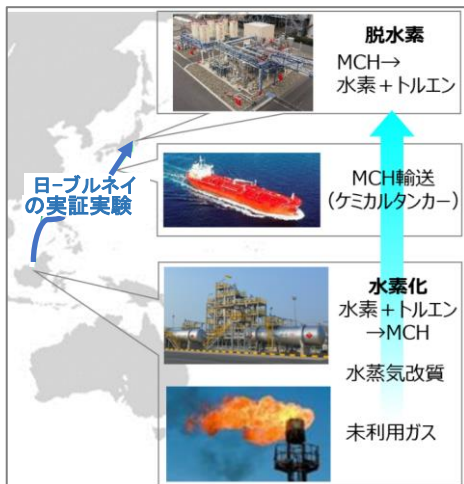 脱水素
MCH→
水素＋トルエン
日-ブルネイ
の実証実験
MCH輸送
（ケミカルタンカー）
水素化
水素＋トルエン
→MCH
水蒸気改質
未利用ガス